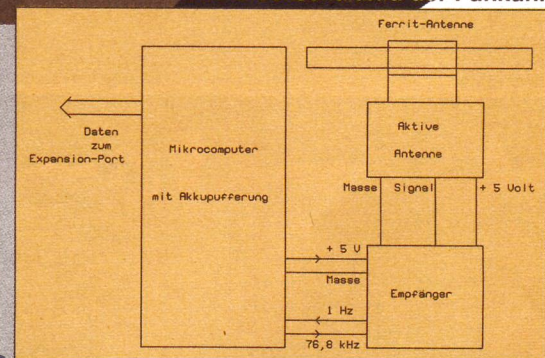 Ferrit-Antenne
Daten
zum
Expansion-Port
Mikrocomputer
mit Akkupufferung
Aktive
Antenne
Masse
Signal
+ 5 Volt
+ 5 V
Masse
1 Hz
76,8 kHz
Empfänger